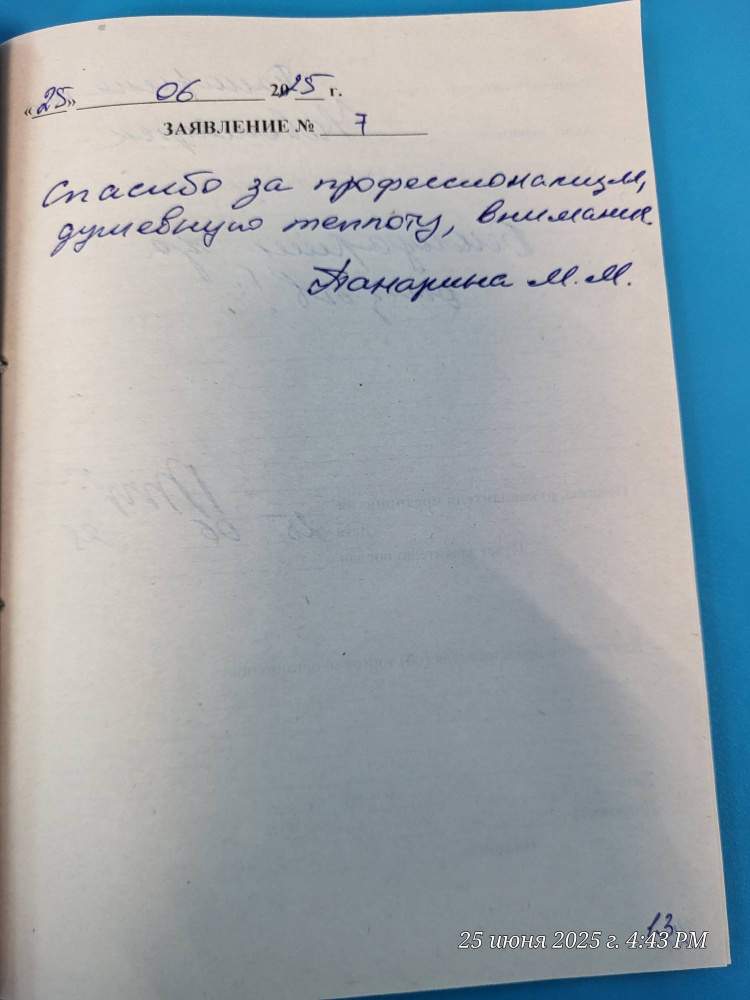 «25» 06 2025 г.
ЗАЯВЛЕНИЕ № 7
Спасибо за профессионализм,
душевную теплоту, внимание
Панарина М.М.
13
25 июня 2025 г. 4:43 PM